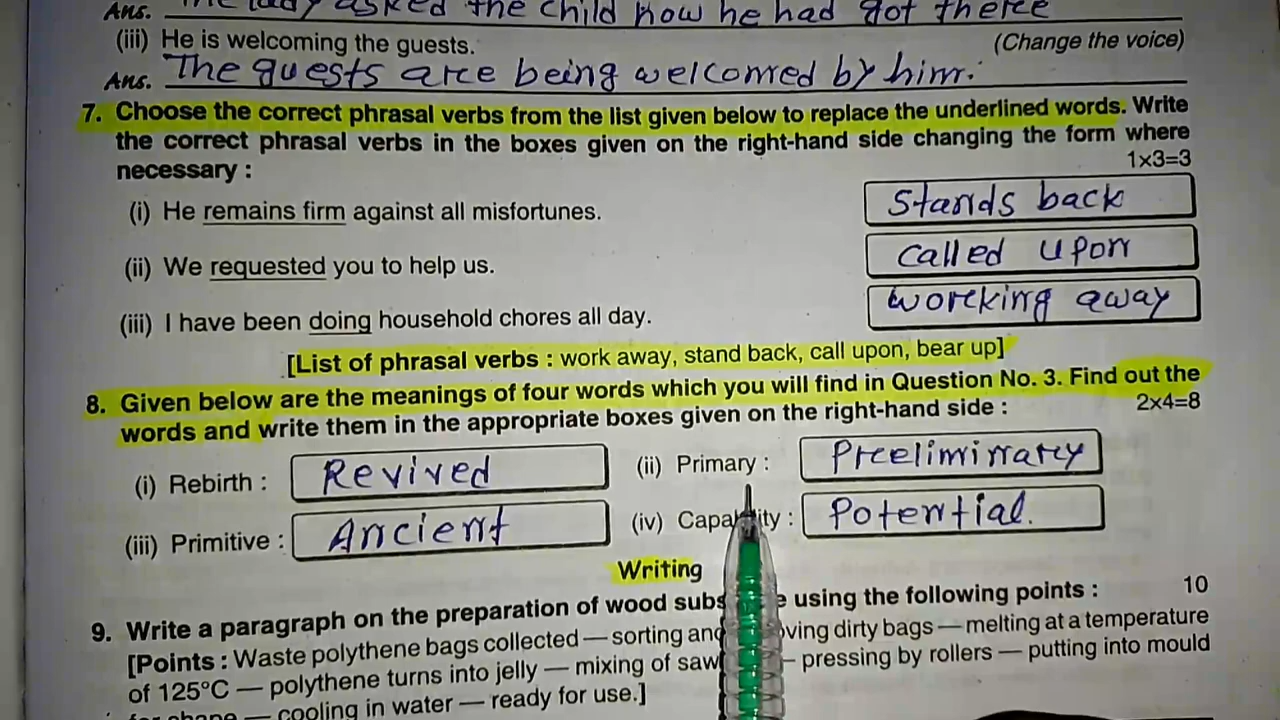 Ans. The lady asked the child how he had got there
(iii) He is welcoming the guests. (Change the voice)
Ans. The guests are being welcomed by him.
7. Choose the correct phrasal verbs from the list given below to replace the underlined words. Write
the correct phrasal verbs in the boxes given on the right-hand side changing the form where
necessary : 1×3=3
(i) He remains firm against all misfortunes. Stands back
(ii) We requested you to help us. called upon
(iii) I have been doing household chores all day. working away
[List of phrasal verbs : work away, stand back, call upon, bear up]
8. Given below are the meanings of four words which you will find in Question No. 3. Find out the
words and write them in the appropriate boxes given on the right-hand side : 2×4=8
(i) Rebirth : Revived (ii) Primary : Preliminary
(iii) Primitive : Ancient (iv) Capability : Potential.
Writing
9. Write a paragraph on the preparation of wood using the following points : 10
[Points : Waste polythene bags collected — sorting and dirty bags — melting at a temperature
of 125°C — polythene turns into jelly — mixing of — pressing by rollers — putting into mould
for shape — cooling in water — ready for use.]